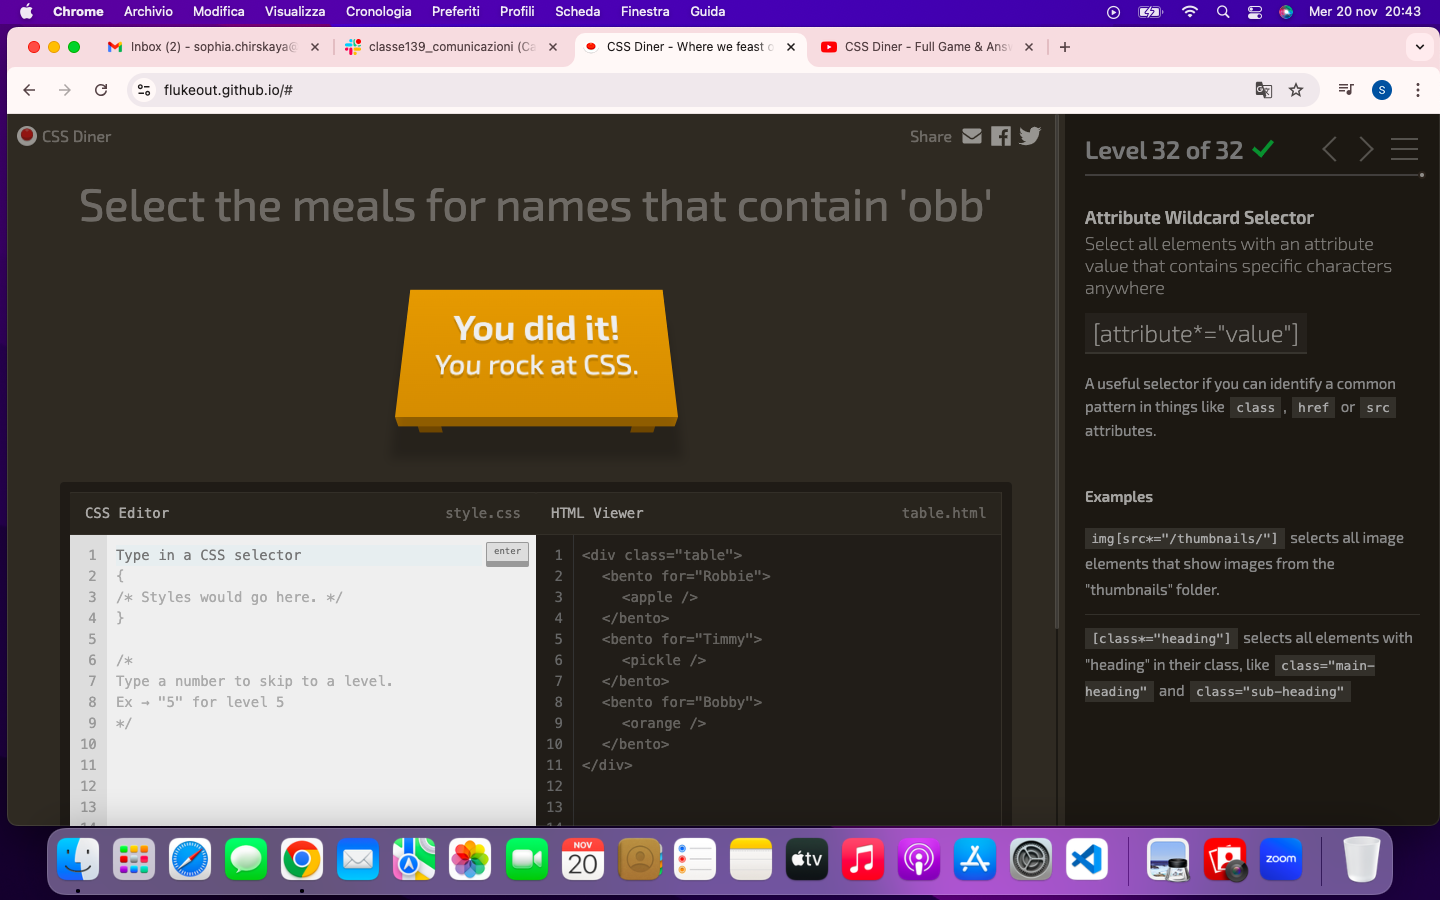 Chrome Archivio Modifica Visualizza Cronologia Preferiti Profili Scheda Finestra Guida Mer 20 nov 20:43
Inbox (2) - sophia.chirskaya@
classe139_comunicazioni (Ca
CSS Diner - Where we feast o
CSS Diner - Full Game & Ans
flukeout.github.io/#
S
CSS Diner
Share
Select the meals for names that contain 'obb'
You did it!
You rock at CSS.
CSS Editor style.css
1 Type in a CSS selector
enter
2 {
3 /* Styles would go here. */
4 }
5
6 /*
7 Type a number to skip to a level.
8 Ex → "5" for level 5
9 */
10
11
12
13
14
HTML Viewer table.html
1 <div class="table">
2 <bento for="Robbie">
3 <apple />
4 </bento>
5 <bento for="Timmy">
6 <pickle />
7 </bento>
8 <bento for="Bobby">
9 <orange />
10 </bento>
11 </div>
12
13
14
Level 32 of 32
Attribute Wildcard Selector
Select all elements with an attribute
value that contains specific characters
anywhere
[attribute*="value"]
A useful selector if you can identify a common
pattern in things like class, href or src
attributes.
Examples
img[src*="/thumbnails/"] selects all image
elements that show images from the
"thumbnails" folder.
[class*="heading"] selects all elements with
"heading" in their class, like class="main-
heading" and class="sub-heading"
NOV
20
tv
zoom